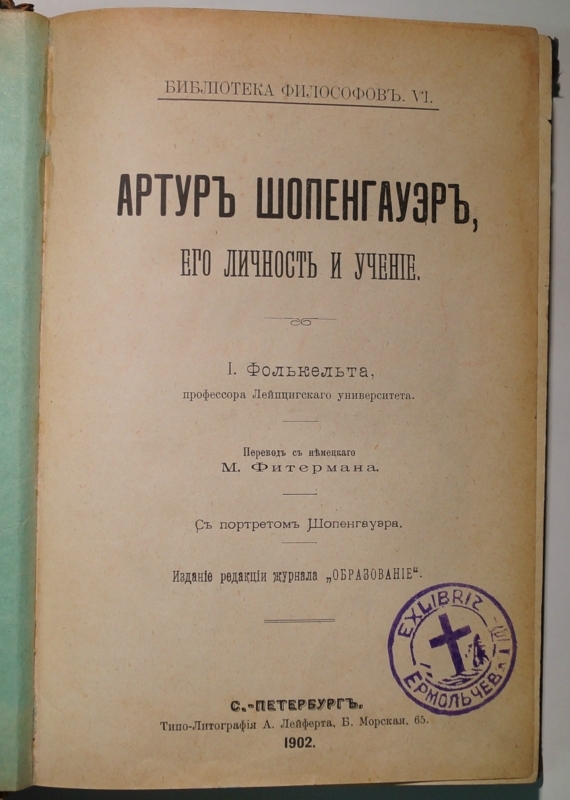 БИБЛІОТЕКА ФИЛОСОФОВЪ. VI.
АРТУРЪ ШОПЕНГАУЭРЪ,
ЕГО ЛИЧНОСТЬ И УЧЕНІЕ.
І. Фолькельта,
профессора Лейпцигскаго университета.
Переводъ съ нѣмецкаго
М. Фитермана.
Съ портретомъ Шопенгауэра.
Изданіе редакціи журнала „ОБРАЗОВАНІЕ“.
EXLIBRIZ
ЕРМОЛЬЧЕВ
С.-ПЕТЕРБУРГЪ.
Типо-Литографія А. Лейферта, Б. Морская, 65.
1902.